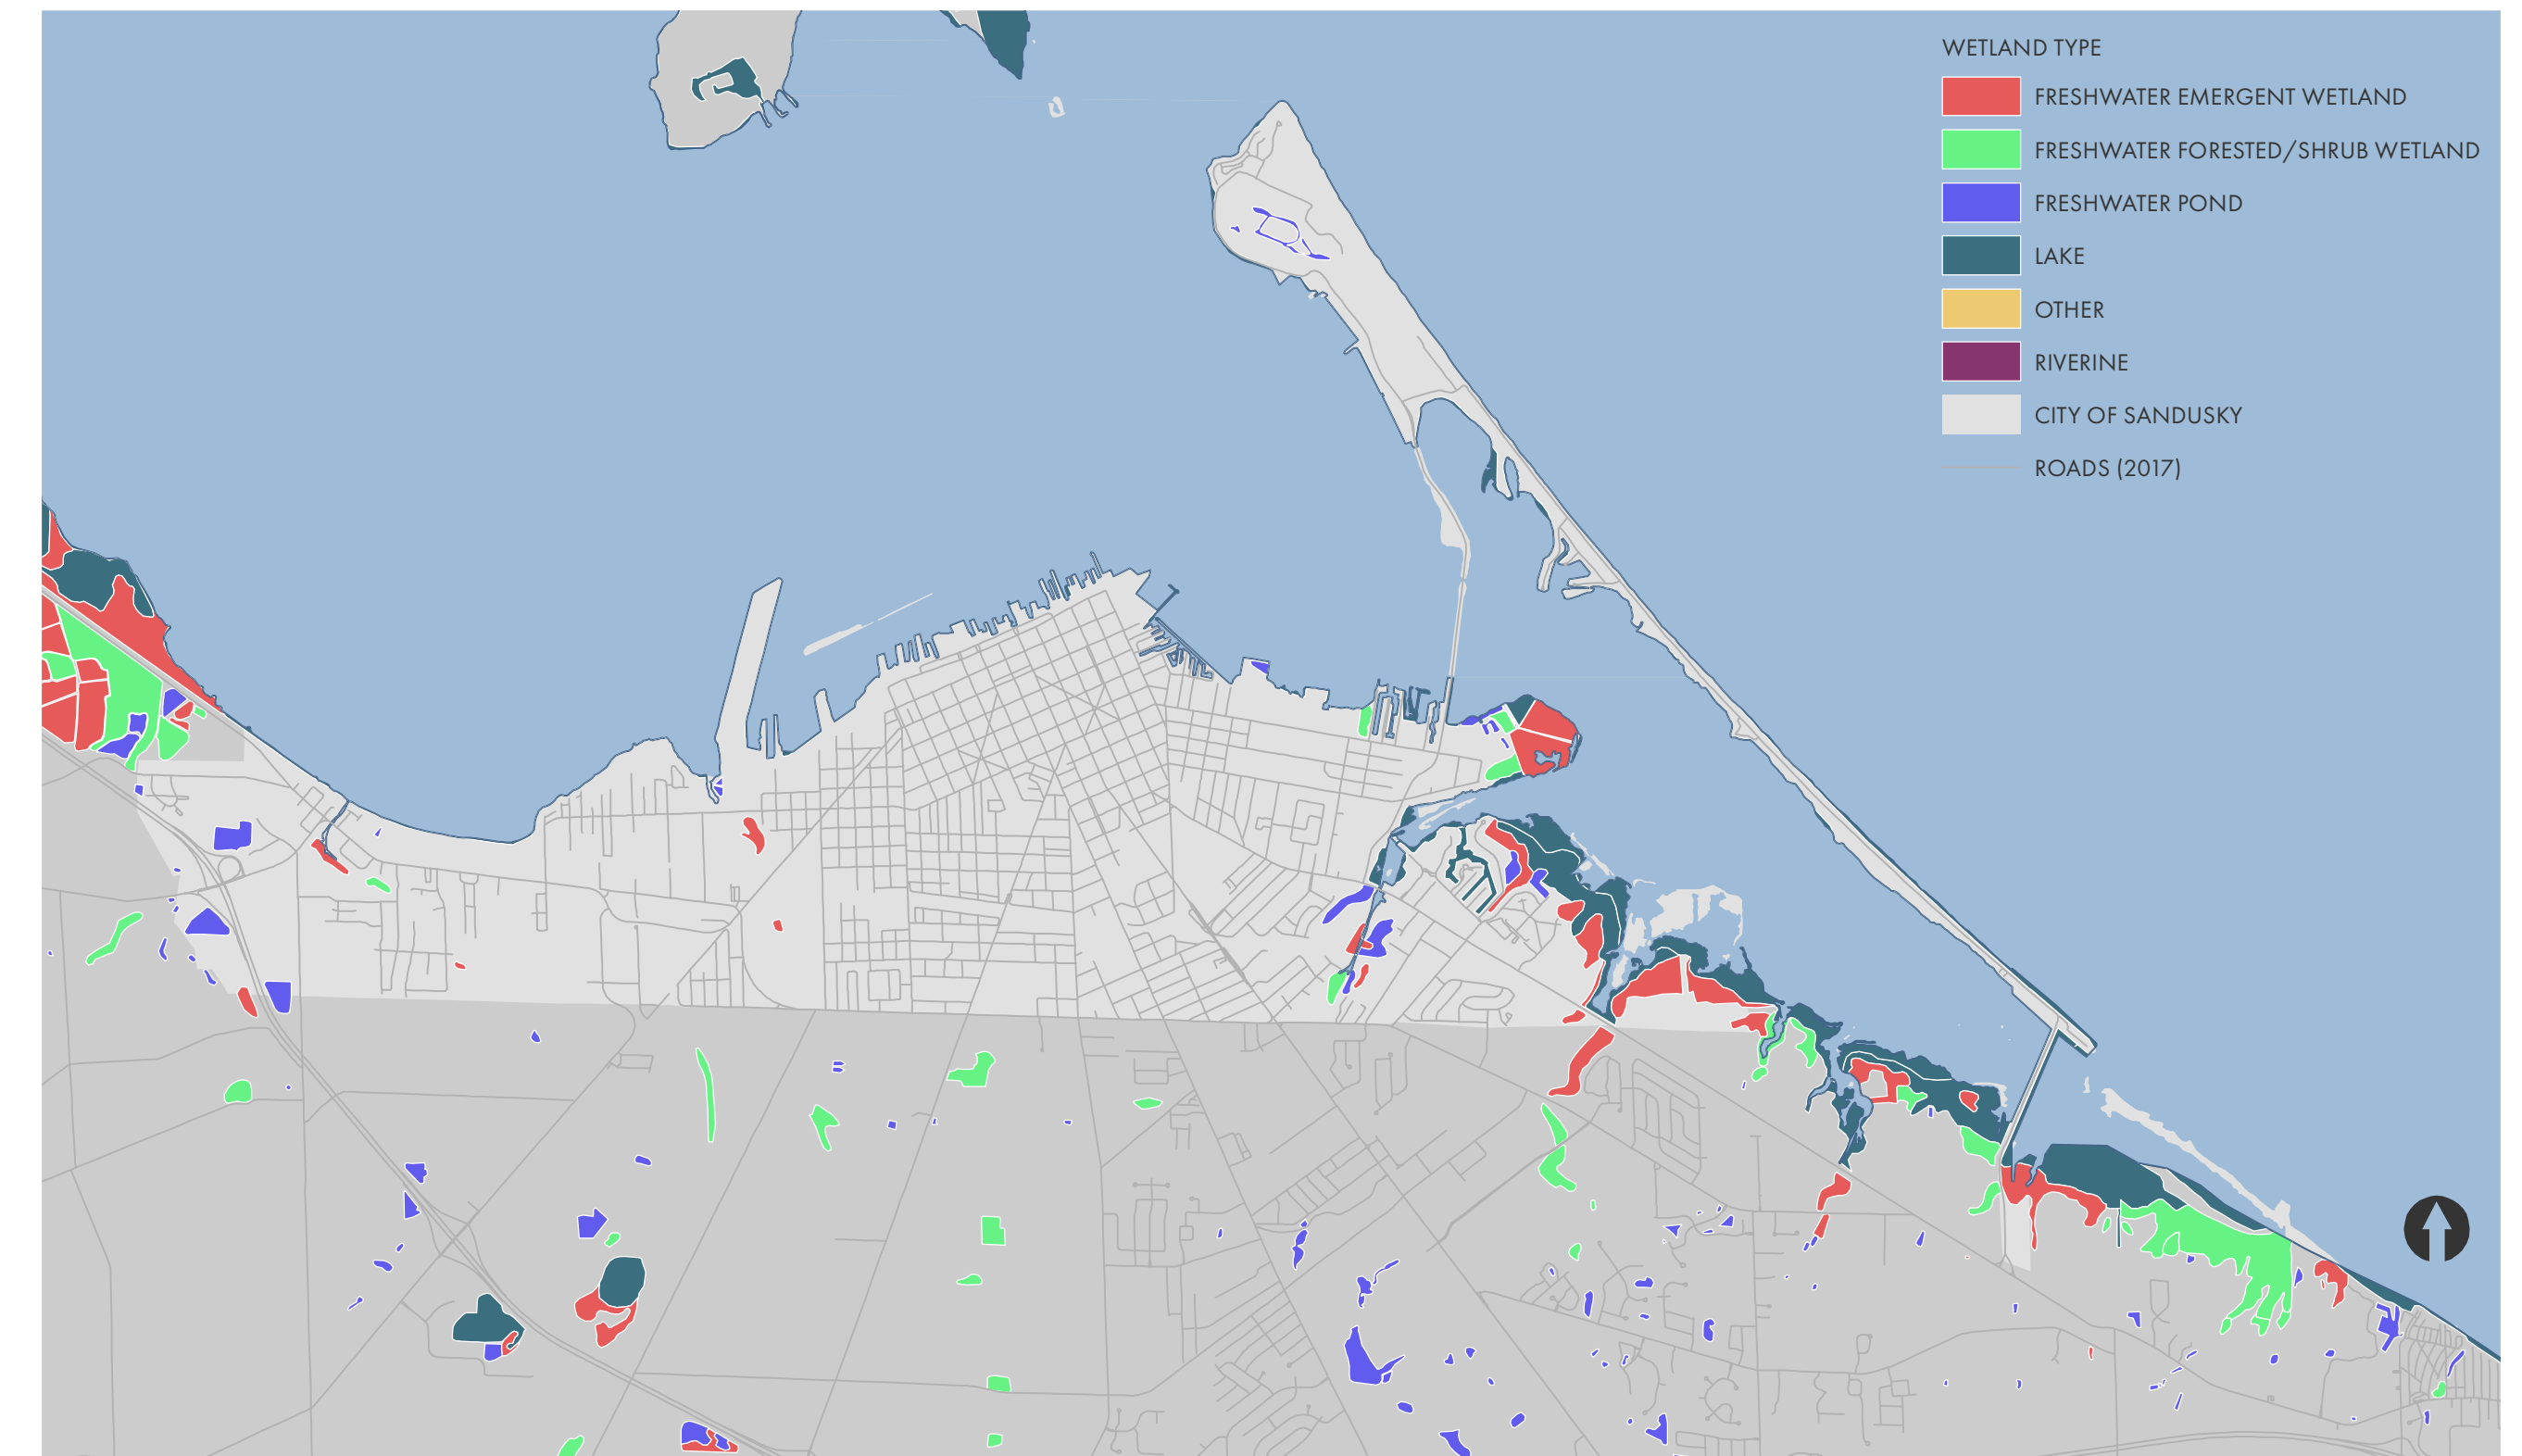 WETLAND TYPE
FRESHWATER EMERGENT WETLAND
FRESHWATER FORESTED/SHRUB WETLAND
FRESHWATER POND
LAKE
OTHER
RIVERINE
CITY OF SANDUSKY
ROADS (2017)